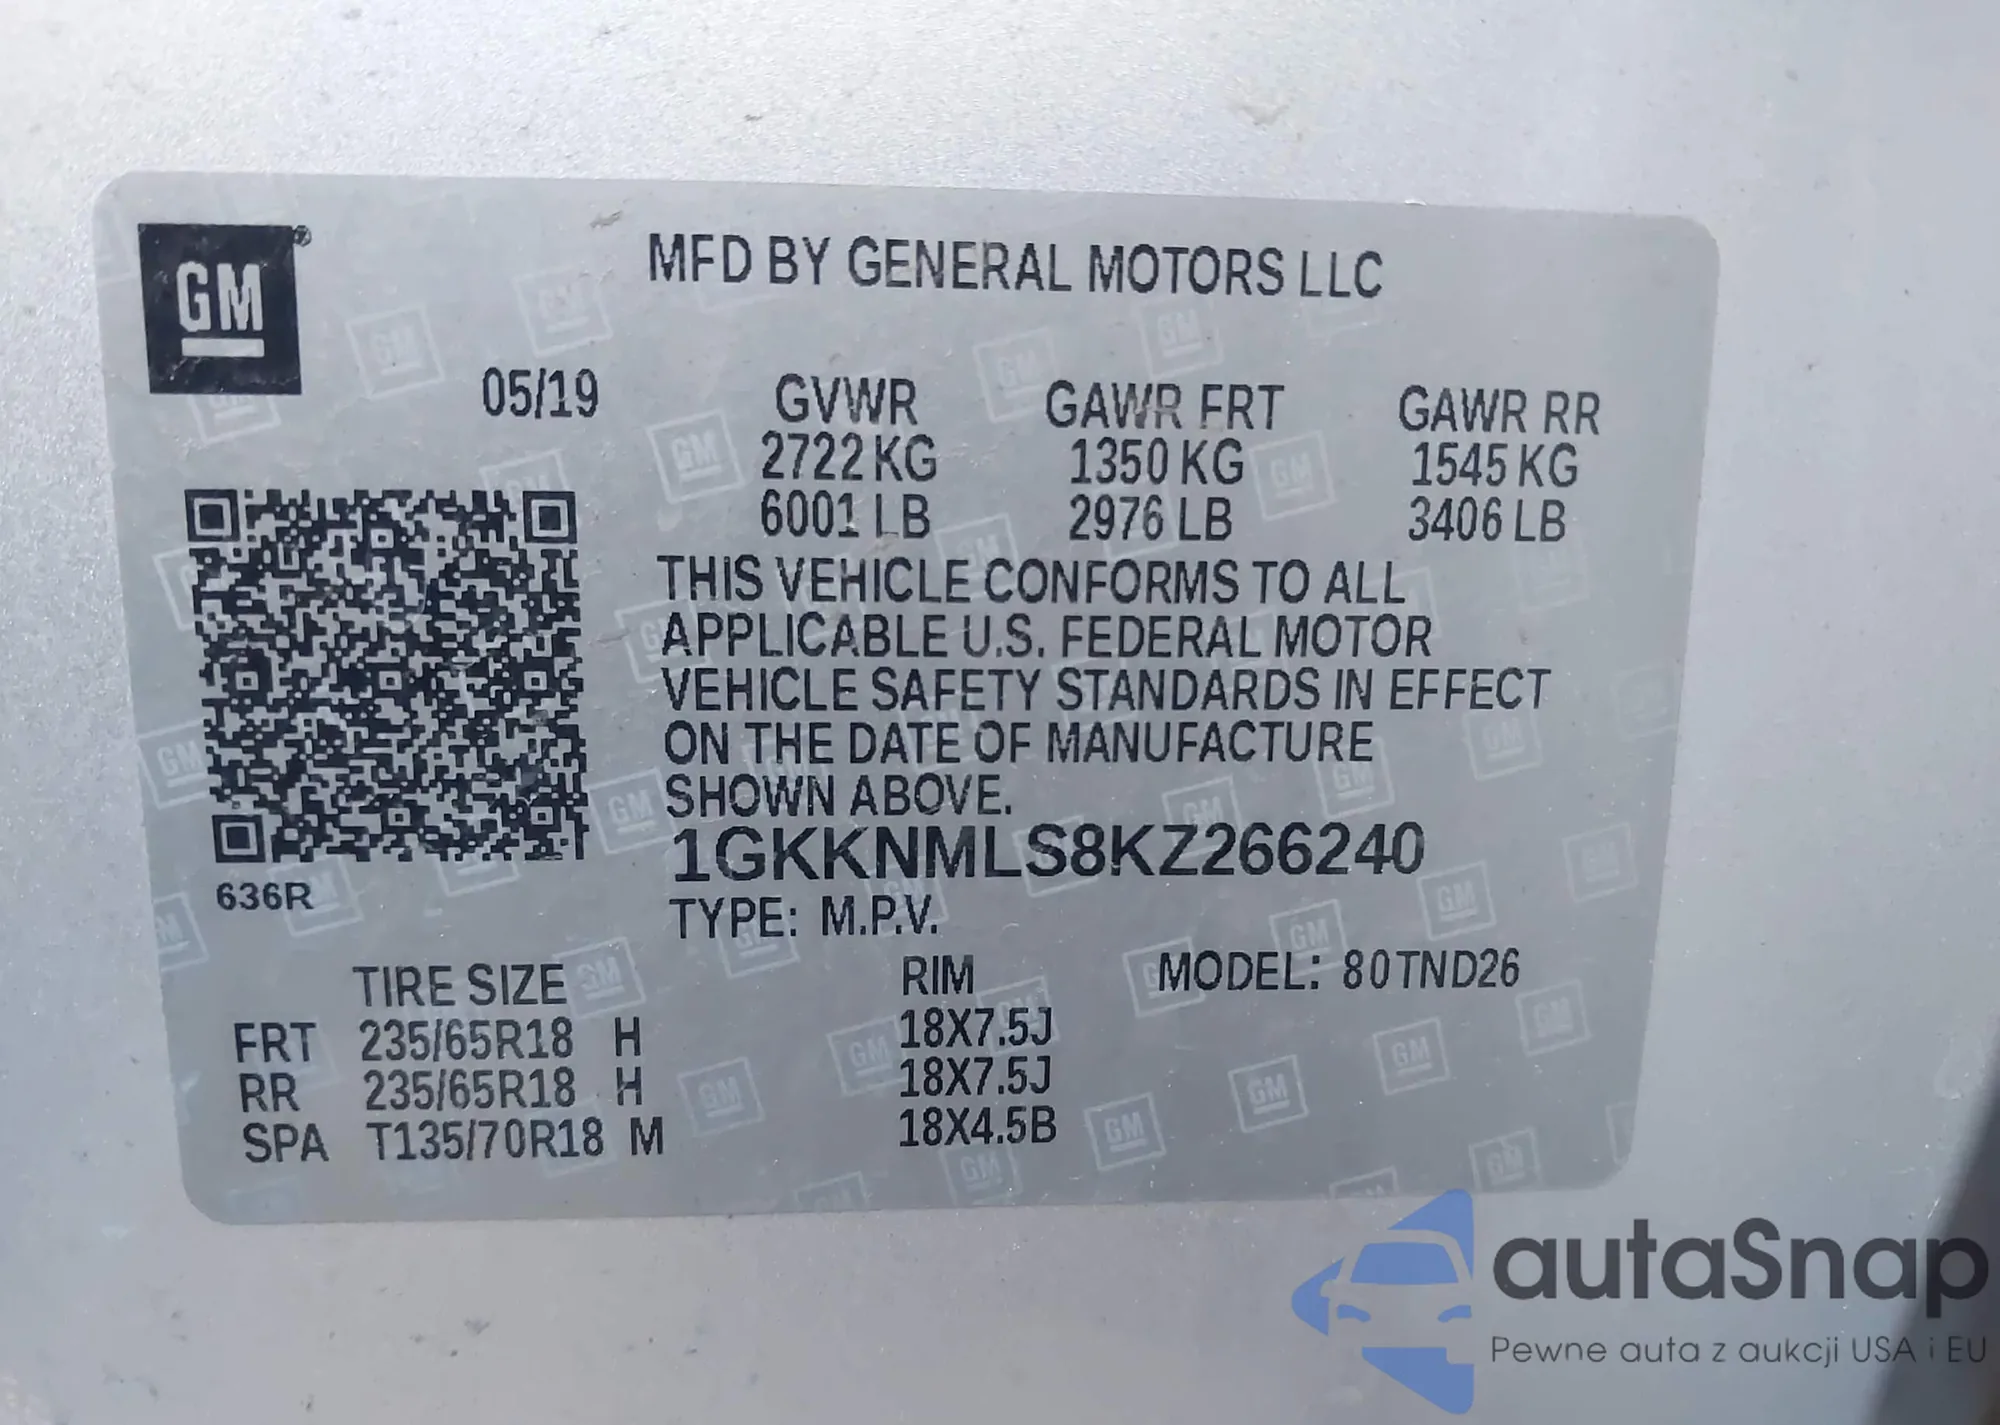 GM®
MFD BY GENERAL MOTORS LLC
05/19 GVWR GAWR FRT GAWR RR
2722 KG 1350 KG 1545 KG
6001 LB 2976 LB 3406 LB
THIS VEHICLE CONFORMS TO ALL
APPLICABLE U.S. FEDERAL MOTOR
VEHICLE SAFETY STANDARDS IN EFFECT
ON THE DATE OF MANUFACTURE
SHOWN ABOVE.
1GKKNMLS8KZ266240
636R
TYPE: M.P.V.
TIRE SIZE RIM MODEL: 80TND26
FRT 235/65R18 H 18X7.5J
RR 235/65R18 H 18X7.5J
SPA T135/70R18 M 18X4.5B
autaSnap
Pewne auta z aukcji USA i EU